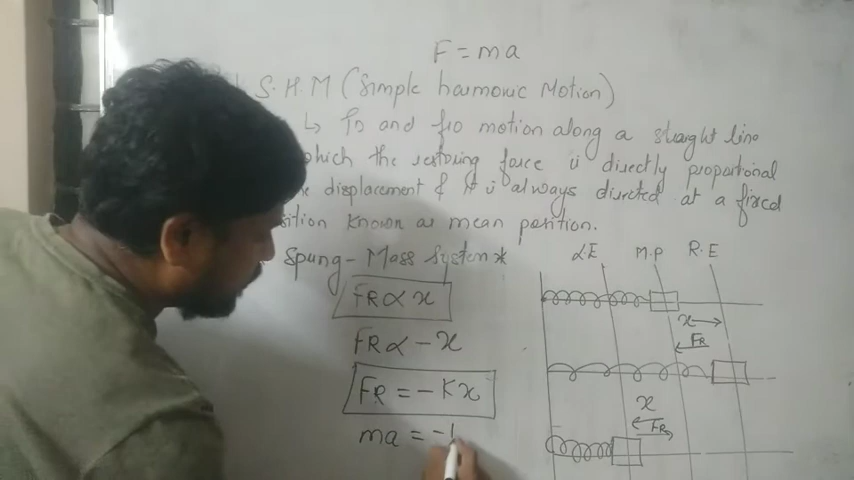 F = ma
S.H.M (Simple harmonic Motion)
↳ To and fro motion along a straight line
which the restoring force is directly proportional
displacement & it is always directed at a fixed
sition known as mean position.
Spring - Mass System *
L.E M.P R.E
FR ∝ x
x
FR
FR ∝ - x
FR = - Kx
x
FR
ma = -